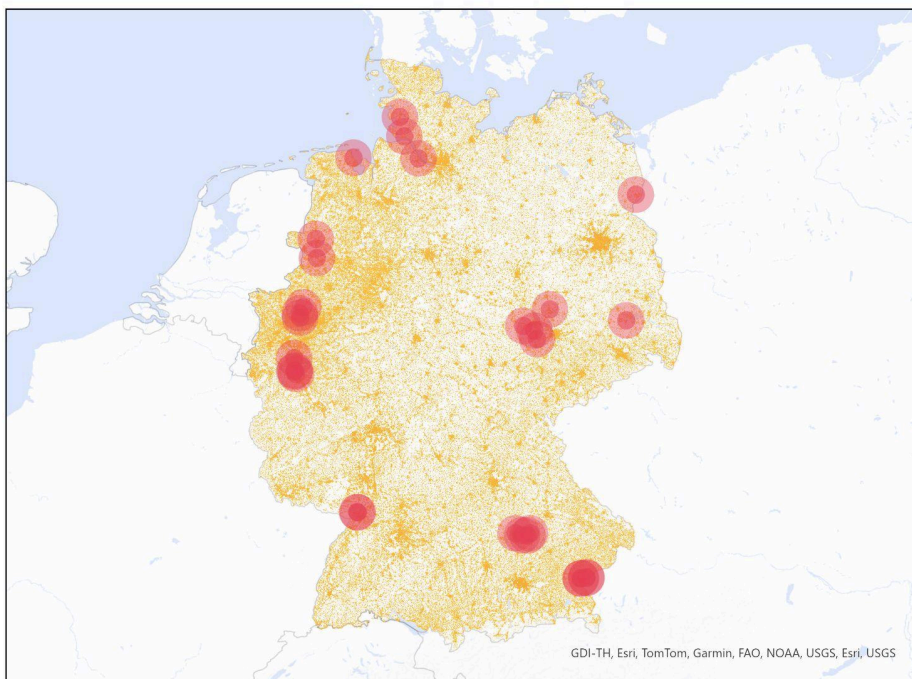 GDI-TH, Esri, TomTom, Garmin, FAO, NOAA, USGS, Esri, USGS